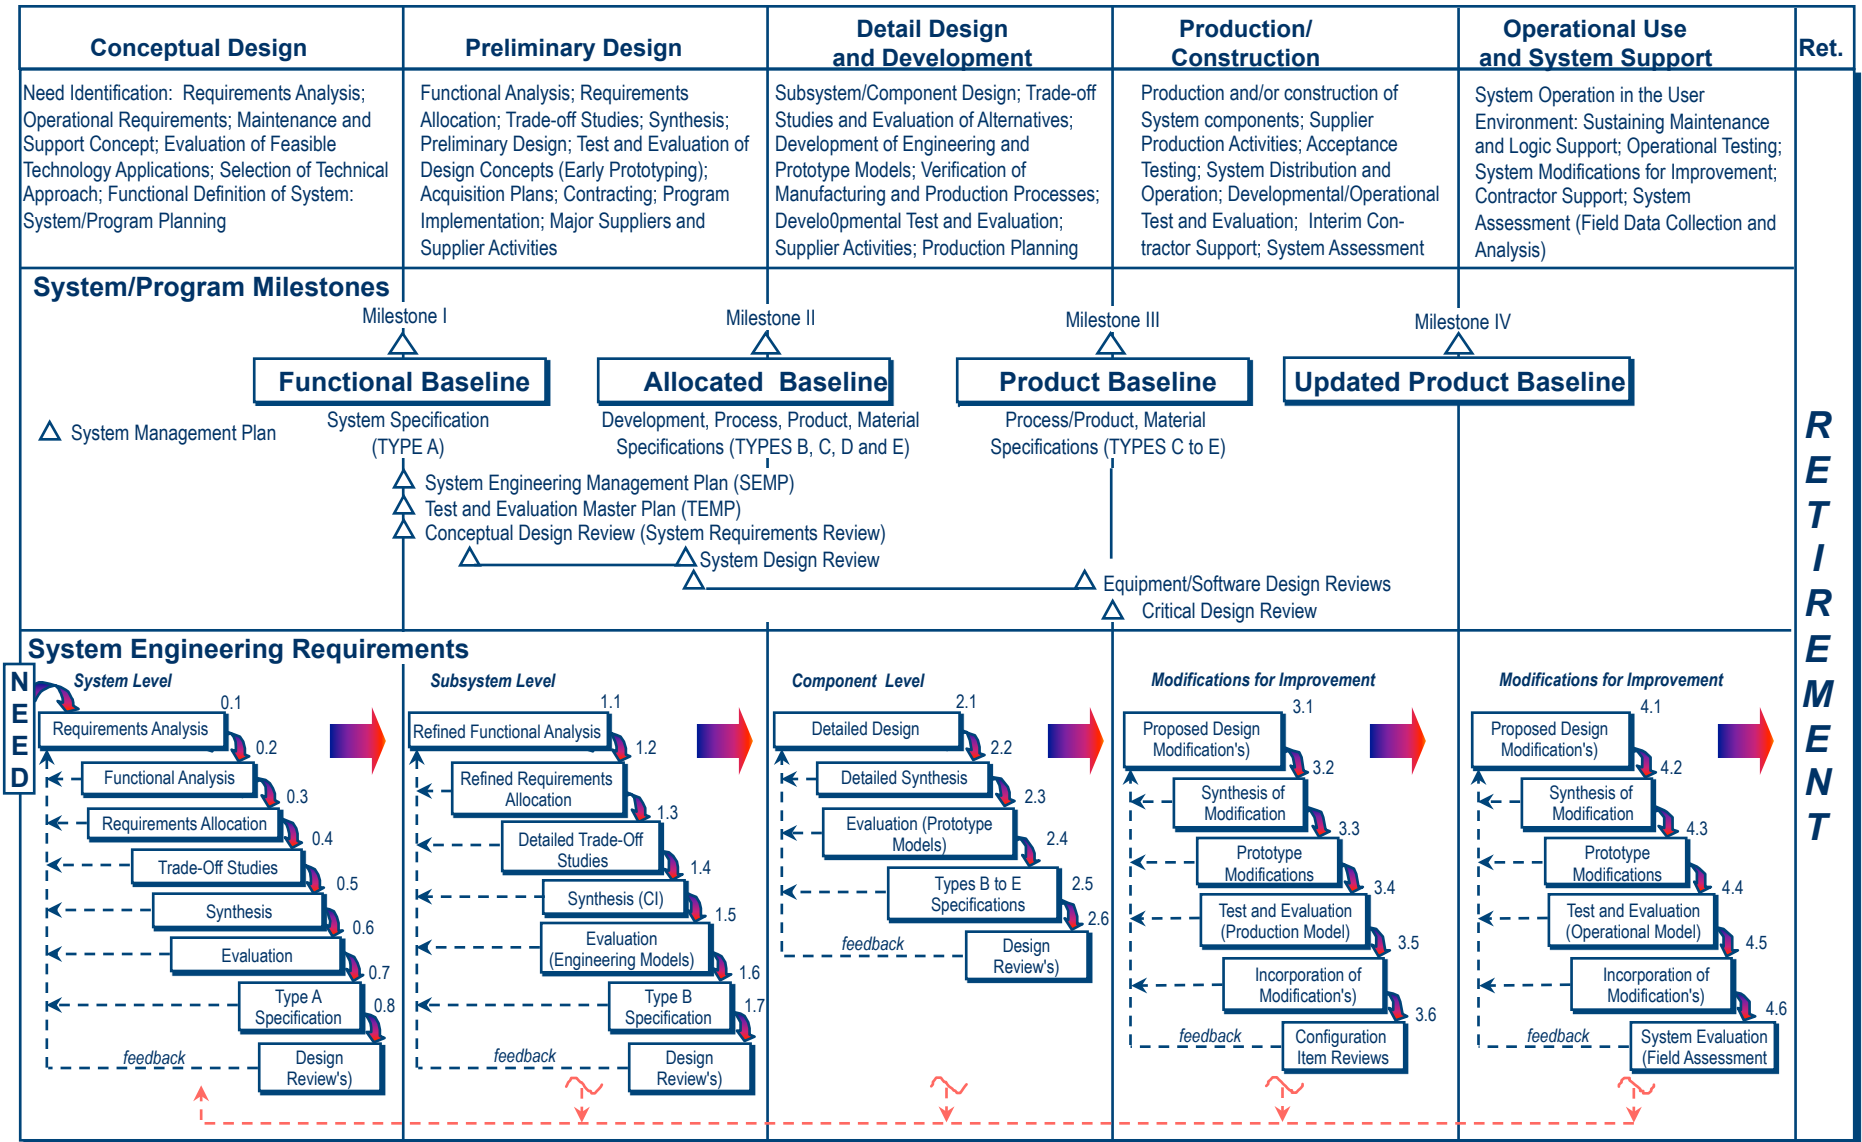 Conceptual Design
Preliminary Design
Detail Design
and Development
Production/
Construction
Operational Use
and System Support
Ret.
Need Identification: Requirements Analysis;
Operational Requirements; Maintenance and
Support Concept; Evaluation of Feasible
Technology Applications; Selection of Technical
Approach; Functional Definition of System:
System/Program Planning
Functional Analysis; Requirements
Allocation; Trade-off Studies; Synthesis;
Preliminary Design; Test and Evaluation of
Design Concepts (Early Prototyping);
Acquisition Plans; Contracting; Program
Implementation; Major Suppliers and
Supplier Activities
Subsystem/Component Design; Trade-off
Studies and Evaluation of Alternatives;
Development of Engineering and
Prototype Models; Verification of
Manufacturing and Production Processes;
Develo0pmental Test and Evaluation;
Supplier Activities; Production Planning
Production and/or construction of
System components; Supplier
Production Activities; Acceptance
Testing; System Distribution and
Operation; Developmental/Operational
Test and Evaluation; Interim Con-
tractor Support; System Assessment
System Operation in the User
Environment: Sustaining Maintenance
and Logic Support; Operational Testing;
System Modifications for Improvement;
Contractor Support; System
Assessment (Field Data Collection and
Analysis)
System/Program Milestones
Milestone I
Milestone II
Milestone III
Milestone IV
Functional Baseline
Allocated Baseline
Product Baseline
Updated Product Baseline
System Management Plan
System Specification
(TYPE A)
Development, Process, Product, Material
Specifications (TYPES B, C, D and E)
Process/Product, Material
Specifications (TYPES C to E)
System Engineering Management Plan (SEMP)
Test and Evaluation Master Plan (TEMP)
Conceptual Design Review (System Requirements Review)
System Design Review
Equipment/Software Design Reviews
Critical Design Review
RETIREMENT
System Engineering Requirements
NEED
System Level
0.1
Requirements Analysis
0.2
Functional Analysis
0.3
Requirements Allocation
0.4
Trade-Off Studies
0.5
Synthesis
0.6
Evaluation
0.7
Type A
Specification
0.8
feedback
Design
Review's)
Subsystem Level
1.1
Refined Functional Analysis
1.2
Refined Requirements
Allocation
1.3
Detailed Trade-Off
Studies
1.4
Synthesis (CI)
1.5
Evaluation
(Engineering Models)
1.6
Type B
Specification
1.7
feedback
Design
Review's)
Component Level
2.1
Detailed Design
2.2
Detailed Synthesis
2.3
Evaluation (Prototype
Models)
2.4
Types B to E
Specifications
2.5
2.6
feedback
Design
Review's)
Modifications for Improvement
3.1
Proposed Design
Modification's)
3.2
Synthesis of
Modification
3.3
Prototype
Modifications
3.4
Test and Evaluation
(Production Model)
3.5
Incorporation of
Modification's)
3.6
feedback
Configuration
Item Reviews
Modifications for Improvement
4.1
Proposed Design
Modification's)
4.2
Synthesis of
Modification
4.3
Prototype
Modifications
4.4
Test and Evaluation
(Operational Model)
4.5
Incorporation of
Modification's)
4.6
feedback
System Evaluation
(Field Assessment